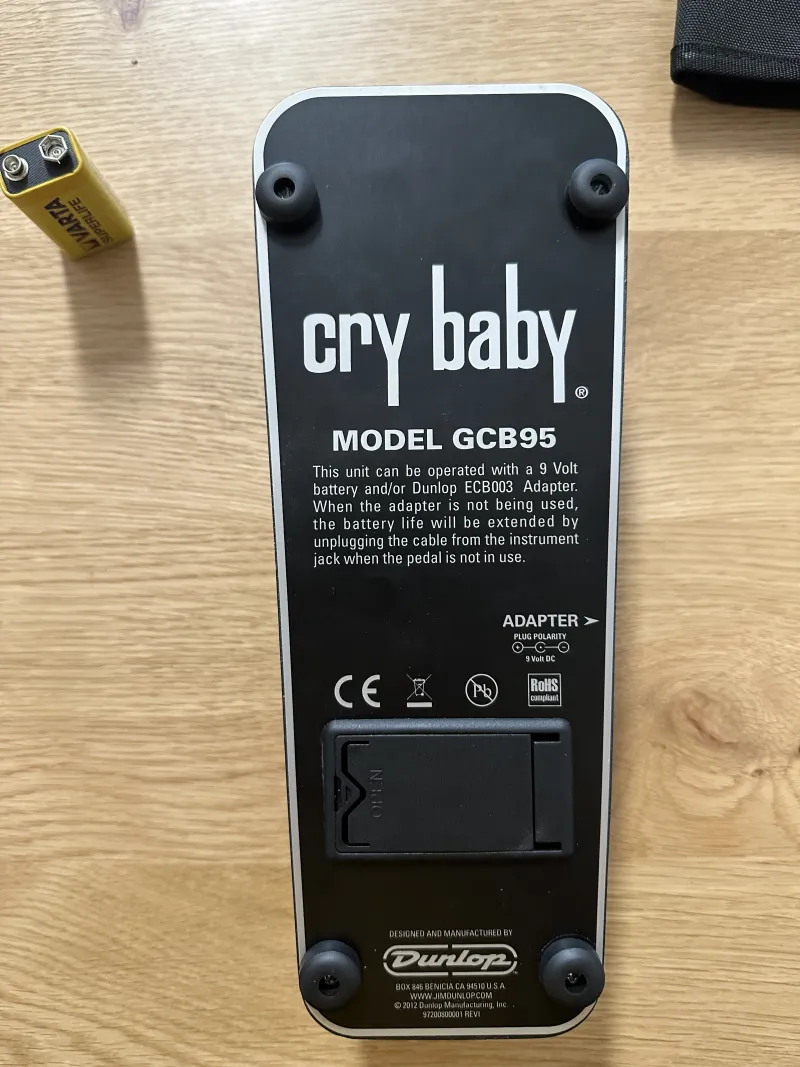 VARTA
SUPERLIFE
cry baby ®
MODEL GCB95
This unit can be operated with a 9 Volt
battery and/or Dunlop ECB003 Adapter.
When the adapter is not being used,
the battery life will be extended by
unplugging the cable from the instrument
jack when the pedal is not in use.
ADAPTER ➤
PLUG POLARITY
9 Volt DC
CE
Pb
RoHS
compliant
OPEN
DESIGNED AND MANUFACTURED BY
Dunlop
BOX 846 BENICIA CA 94510 U.S.A
WWW.JIMDUNLOP.COM
© 2012 Dunlop Manufacturing, Inc.
97200800001 REVI